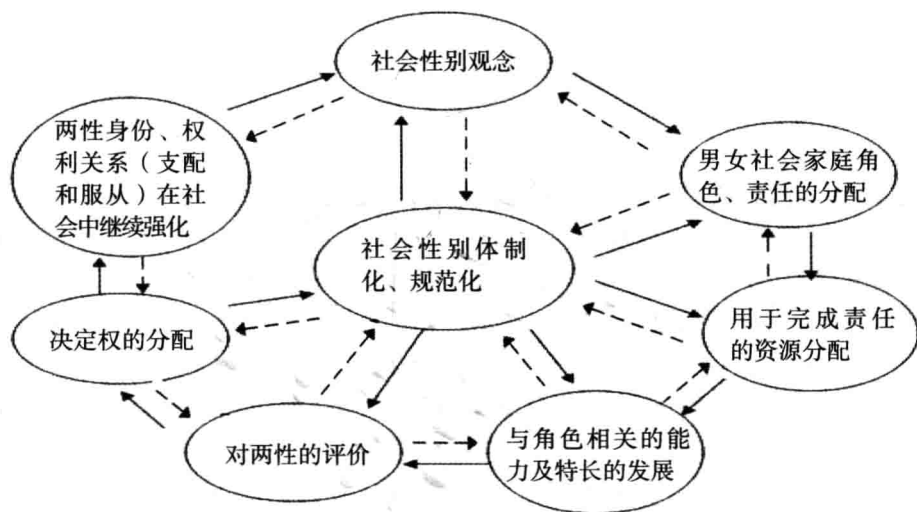 社会性别观念
两性身份、权
利关系（支配
和服从）在社
会中继续强化
男女社会家庭角
色、责任的分配
社会性别体制
化、规范化
决定权的分配
用于完成责任
的资源分配
对两性的评价
与角色相关的能
力及特长的发展